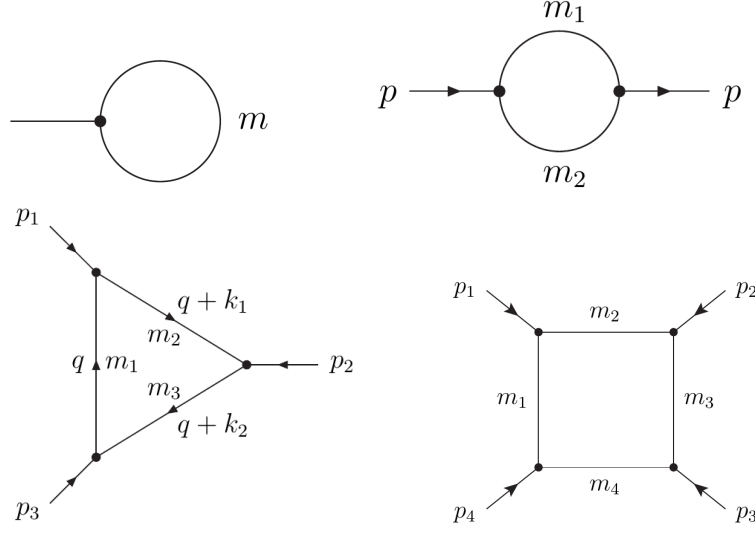 m
m₁
p p
m₂
p₁
q + k₁
m₂
q m₁
p₂
m₃
q + k₂
p₃
p₁ p₂
m₂
m₁ m₃
m₄
p₄ p₃